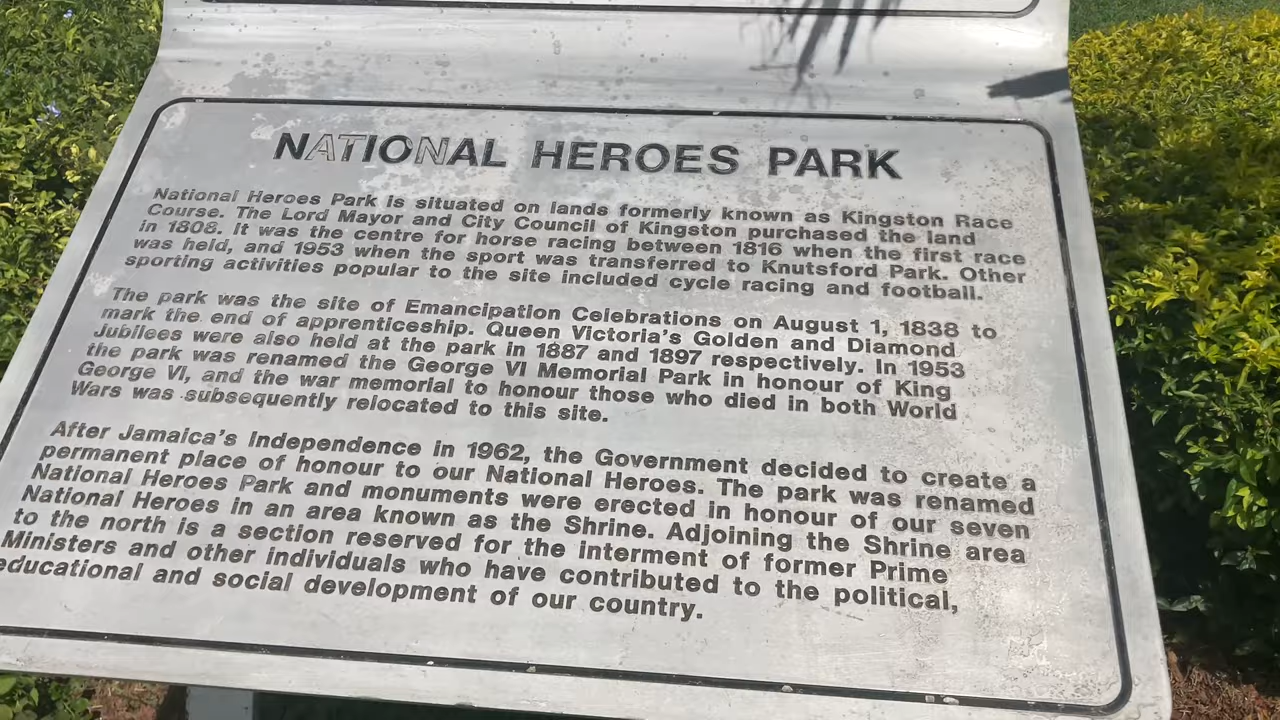 NATIONAL HEROES PARK
National Heroes Park is situated on lands formerly known as Kingston Race
Course. The Lord Mayor and City Council of Kingston purchased the land
in 1808. It was the centre for horse racing between 1816 when the first race
was held, and 1953 when the sport was transferred to Knutsford Park. Other
sporting activities popular to the site included cycle racing and football.
The park was the site of Emancipation Celebrations on August 1, 1838 to
mark the end of apprenticeship. Queen Victoria's Golden and Diamond
Jubilees were also held at the park in 1887 and 1897 respectively. In 1953
the park was renamed the George VI Memorial Park in honour of King
George VI, and the war memorial to honour those who died in both World
Wars was subsequently relocated to this site.
After Jamaica's Independence in 1962, the Government decided to create a
permanent place of honour to our National Heroes. The park was renamed
National Heroes Park and monuments were erected in honour of our seven
National Heroes in an area known as the Shrine. Adjoining the Shrine area
to the north is a section reserved for the interment of former Prime
Ministers and other individuals who have contributed to the political,
educational and social development of our country.